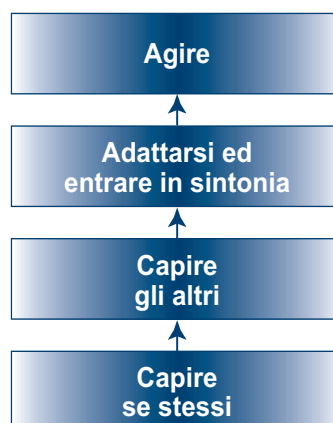 Agire
Adattarsi ed
entrare in sintonia
Capire
gli altri
Capire
se stessi